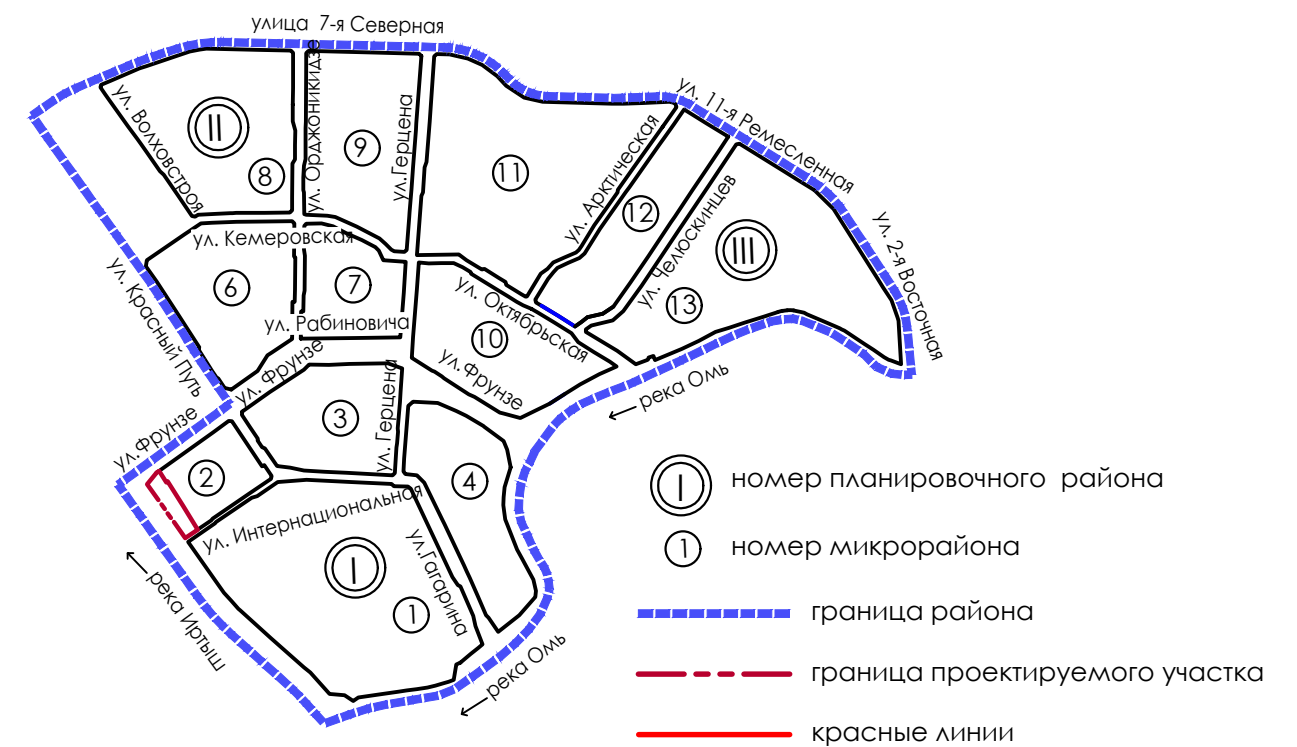 улица 7-я Северная
ул. 11-я Ремесленная
ул. Волховстроя
ул. Орджоникидзе
ул.Герцена
ул. Арктическая
ул. Челюскинцев
ул. 2-я Восточная
II
8
9
11
12
III
13
ул. Кемеровская
ул. Красный Путь
6
7
ул. Рабиновича
ул. Октябрьская
10
ул.Фрунзе
ул. Фрунзе
← река Омь
ул.Фрунзе
3
ул. Герцена
2
4
ул. Интернациональная
ул.Гагарина
I
1
← река Иртыш
← река Омь
I номер планировочного района
1 номер микрорайона
граница района
граница проектируемого участка
красные линии